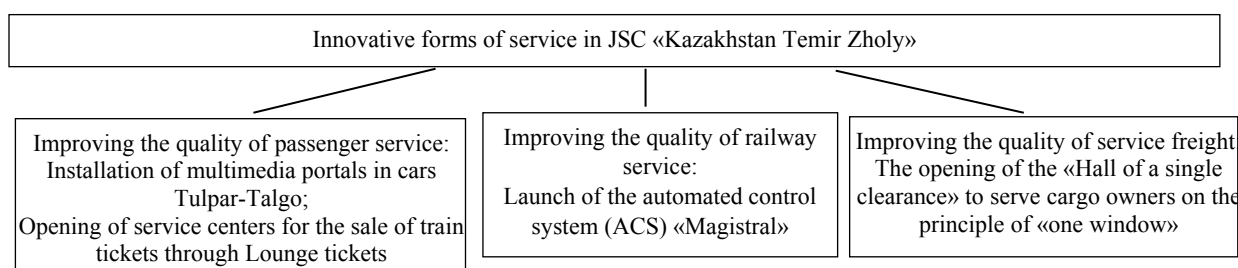 Innovative forms of service in JSC «Kazakhstan Temir Zholy»
Improving the quality of passenger service:
Installation of multimedia portals in cars
Tulpar-Talgo;
Opening of service centers for the sale of train
tickets through Lounge tickets
Improving the quality of railway
service:
Launch of the automated control
system (ACS) «Magistral»
Improving the quality of service freight
The opening of the «Hall of a single
clearance» to serve cargo owners on the
principle of «one window»